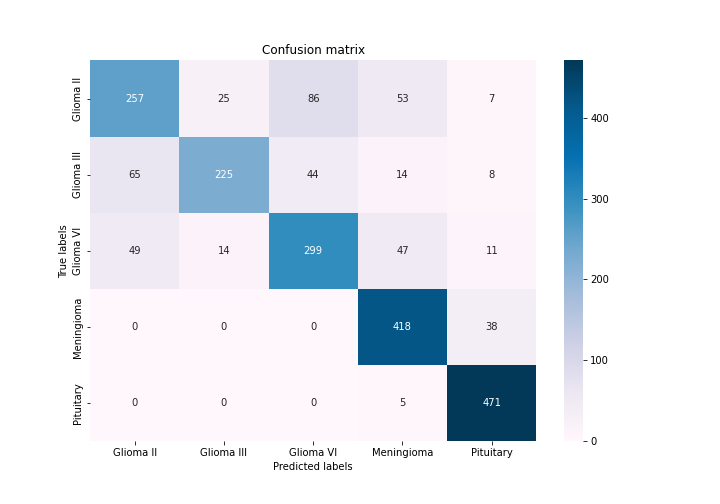 Confusion matrix
Glioma II
257 25 86 53 7
Glioma III
65 225 44 14 8
Glioma VI
49 14 299 47 11
Meningioma
0 0 0 418 38
Pituitary
0 0 0 5 471
True labels
Glioma II Glioma III Glioma VI Meningioma Pituitary
Predicted labels
400
300
200
100
0